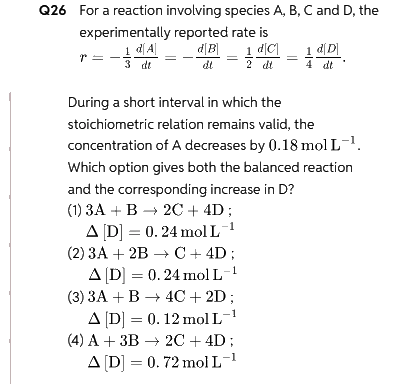 Q26 For a reaction involving species A, B, C and D, the
experimentally reported rate is
r = −1/3 d[A]/dt = −d[B]/dt = 1/2 d[C]/dt = 1/4 d[D]/dt.
During a short interval in which the
stoichiometric relation remains valid, the
concentration of A decreases by 0.18 mol L⁻¹.
Which option gives both the balanced reaction
and the corresponding increase in D?
(1) 3A + B → 2C + 4D ;
Δ [D] = 0.24 mol L⁻¹
(2) 3A + 2B → C + 4D ;
Δ [D] = 0.24 mol L⁻¹
(3) 3A + B → 4C + 2D ;
Δ [D] = 0.12 mol L⁻¹
(4) A + 3B → 2C + 4D ;
Δ [D] = 0.72 mol L⁻¹